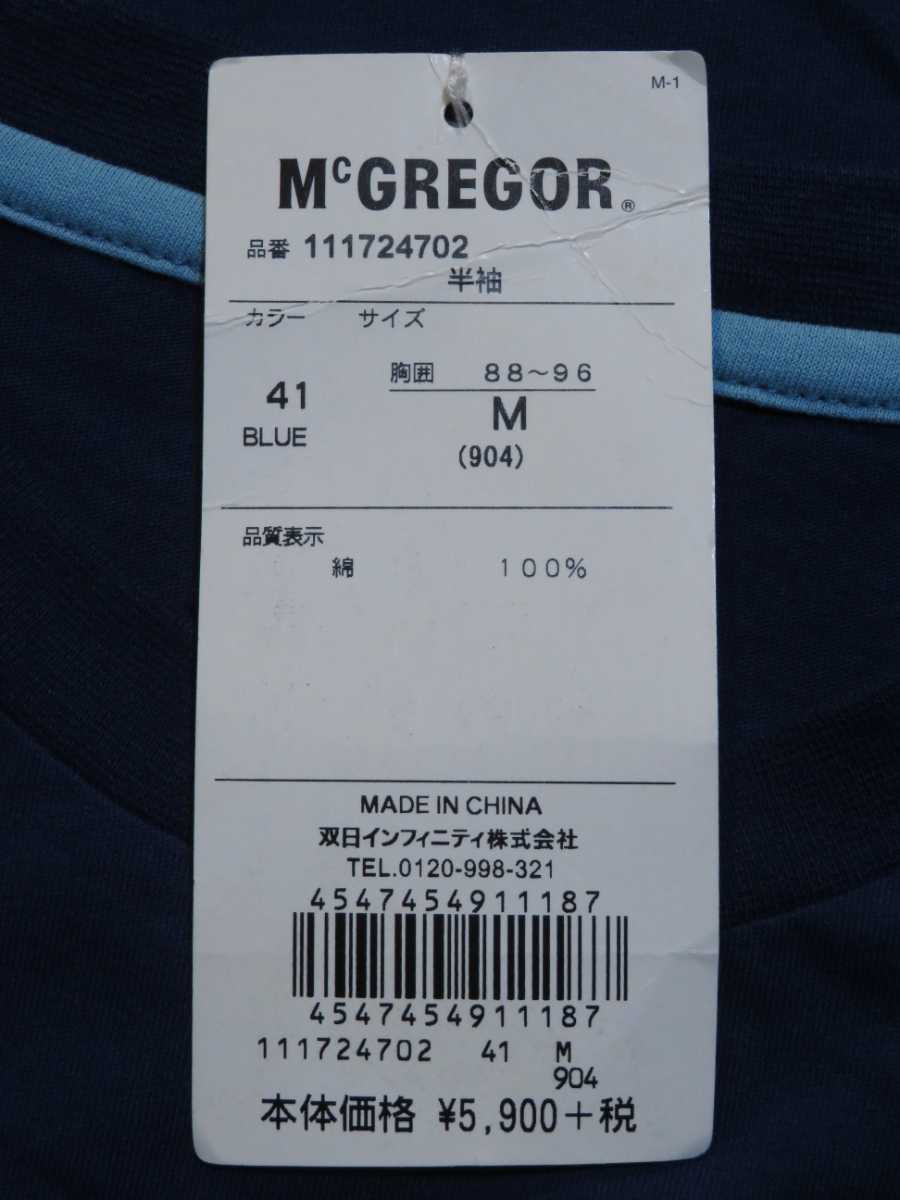 M-1
McGREGOR®
品番 111724702
半袖
カラー サイズ
胸囲 88～96
41 M
BLUE (904)
品質表示
綿 100%
MADE IN CHINA
双日インフィニティ株式会社
TEL.0120-998-321
4547454911187
4547454911187
111724702 41 M
904
本体価格 ¥5,900+税